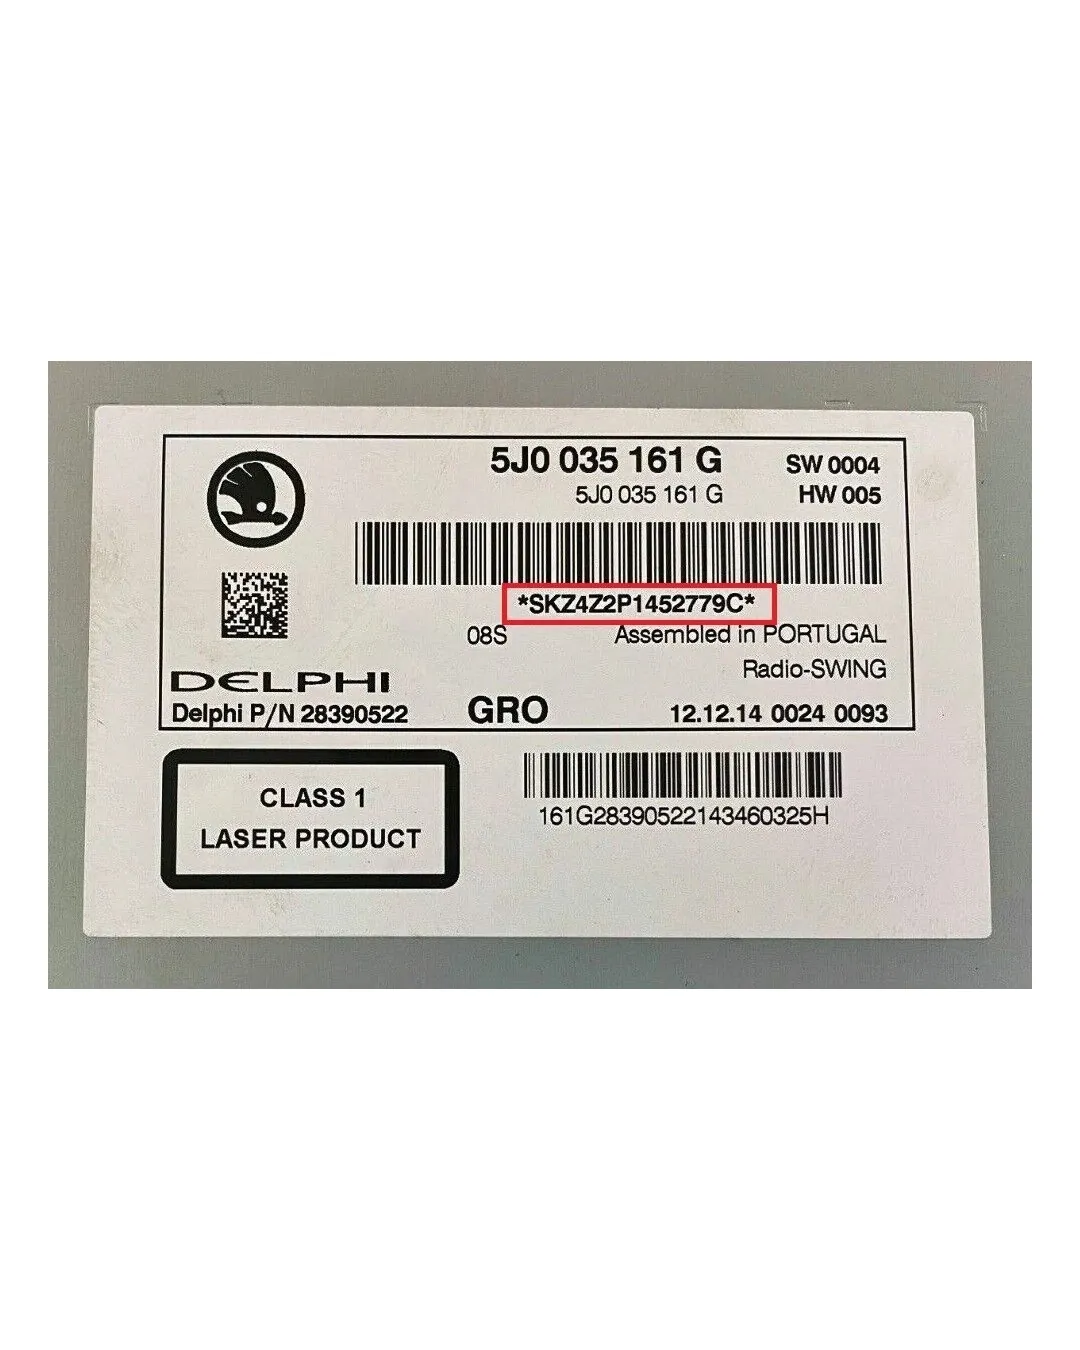 5J0 035 161 G SW 0004
5J0 035 161 G HW 005
*SKZ4Z2P1452779C*
08S Assembled in PORTUGAL
Radio-SWING
DELPHI
Delphi P/N 28390522 GRO 12.12.14 0024 0093
CLASS 1
LASER PRODUCT
161G28390522143460325H